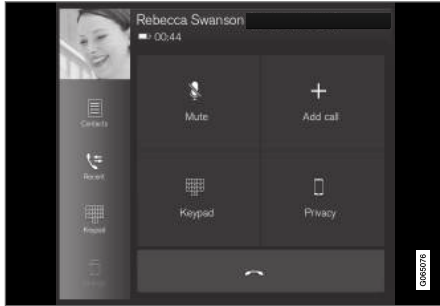 Rebecca Swanson
00:44
Mute
Add call
Contacts
Recent
Keypad
Keypad
Privacy
G065076